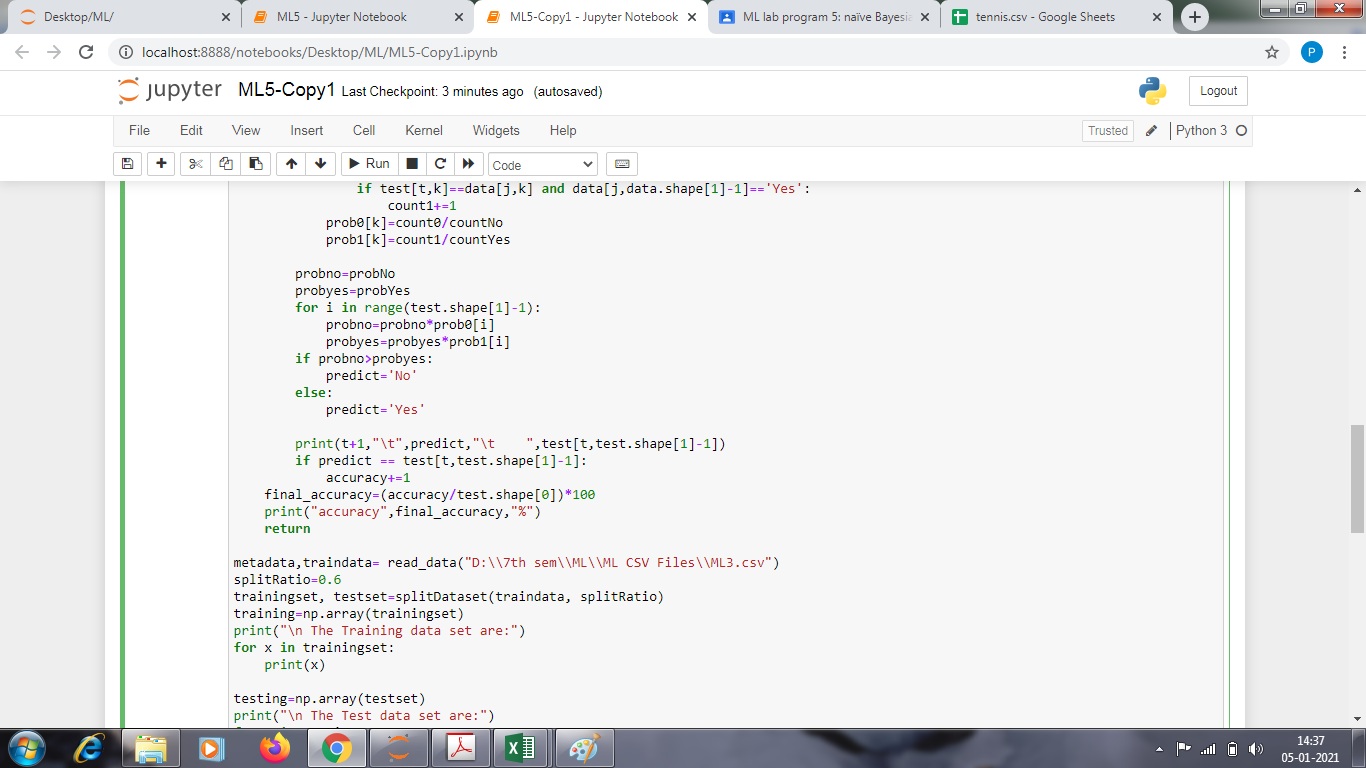 Desktop/ML/
ML5 - Jupyter Notebook
ML5-Copy1 - Jupyter Notebook
ML lab program 5: naïve Bayesia
tennis.csv - Google Sheets
localhost:8888/notebooks/Desktop/ML/ML5-Copy1.ipynb
P
jupyter ML5-Copy1 Last Checkpoint: 3 minutes ago (autosaved)
Logout
File Edit View Insert Cell Kernel Widgets Help
Trusted
Python 3
Run
Code
                if test[t,k]==data[j,k] and data[j,data.shape[1]-1]=='Yes':
                    count1+=1
            prob0[k]=count0/countNo
            prob1[k]=count1/countYes
        probno=probNo
        probyes=probYes
        for i in range(test.shape[1]-1):
            probno=probno*prob0[i]
            probyes=probyes*prob1[i]
        if probno>probyes:
            predict='No'
        else:
            predict='Yes'
        print(t+1,"\t",predict,"\t    ",test[t,test.shape[1]-1])
        if predict == test[t,test.shape[1]-1]:
            accuracy+=1
    final_accuracy=(accuracy/test.shape[0])*100
    print("accuracy",final_accuracy,"%")
    return
metadata,traindata= read_data("D:\\7th sem\\ML\\ML CSV Files\\ML3.csv")
splitRatio=0.6
trainingset, testset=splitDataset(traindata, splitRatio)
training=np.array(trainingset)
print("\n The Training data set are:")
for x in trainingset:
    print(x)
testing=np.array(testset)
print("\n The Test data set are:")
14:37
05-01-2021